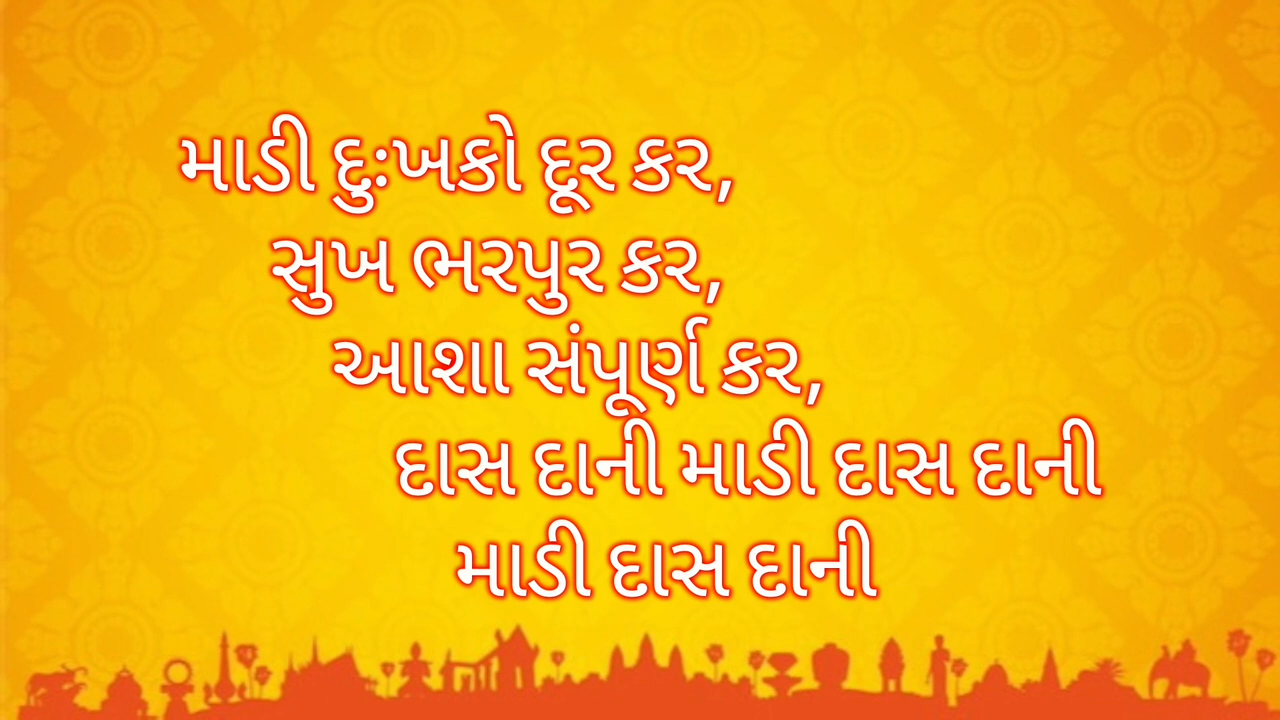 માડી દુઃખકો દૂર કર,
સુખ ભરપુર કર,
આશા સંપૂર્ણ કર,
દાસ દાની માડી દાસ દાની
માડી દાસ દાની